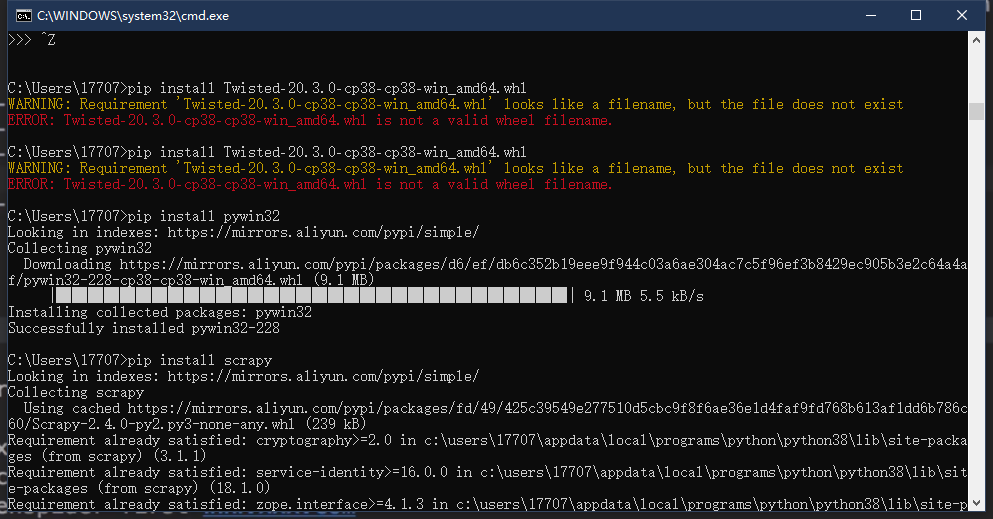 C:\WINDOWS\system32\cmd.exe
>>> ^Z
C:\Users\17707>pip install Twisted-20.3.0-cp38-cp38-win_amd64.whl
WARNING: Requirement 'Twisted-20.3.0-cp38-cp38-win_amd64.whl' looks like a filename, but the file does not exist
ERROR: Twisted-20.3.0-cp38-cp38-win_amd64.whl is not a valid wheel filename.
C:\Users\17707>pip install Twisted-20.3.0-cp38-cp38-win_amd64.whl
WARNING: Requirement 'Twisted-20.3.0-cp38-cp38-win_amd64.whl' looks like a filename, but the file does not exist
ERROR: Twisted-20.3.0-cp38-cp38-win_amd64.whl is not a valid wheel filename.
C:\Users\17707>pip install pywin32
Looking in indexes: https://mirrors.aliyun.com/pypi/simple/
Collecting pywin32
Downloading https://mirrors.aliyun.com/pypi/packages/d6/ef/db6c352b19eee9f944c03a6ae304ac7c5f96ef3b8429ec905b3e2c64a4a
f/pywin32-228-cp38-cp38-win_amd64.whl (9.1 MB)
9.1 MB 5.5 kB/s
Installing collected packages: pywin32
Successfully installed pywin32-228
C:\Users\17707>pip install scrapy
Looking in indexes: https://mirrors.aliyun.com/pypi/simple/
Collecting scrapy
Using cached https://mirrors.aliyun.com/pypi/packages/fd/49/425c39549e277510d5cbc9f8f6ae36e1d4faf9fd768b613af1dd6b786c
60/Scrapy-2.4.0-py2.py3-none-any.whl (239 kB)
Requirement already satisfied: cryptography>=2.0 in c:\users\17707\appdata\local\programs\python\python38\lib\site-packa
ges (from scrapy) (3.1.1)
Requirement already satisfied: service-identity>=16.0.0 in c:\users\17707\appdata\local\programs\python\python38\lib\sit
e-packages (from scrapy) (18.1.0)
Requirement already satisfied: zope.interface>=4.1.3 in c:\users\17707\appdata\local\programs\python\python38\lib\site-p